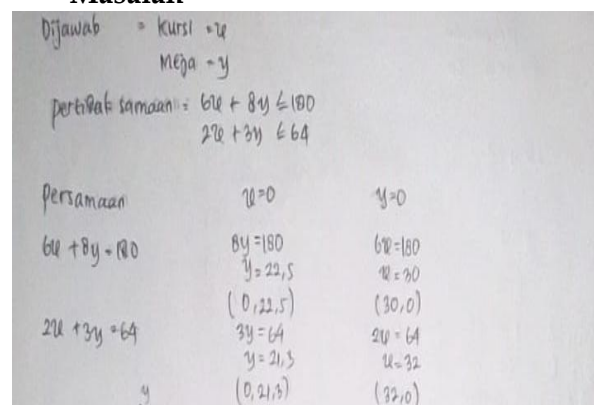 Masalah
Dijawab = Kursi = x
Meja = y
pertidak samaan = 6x + 8y ≤ 180
2x + 3y ≤ 64
Persamaan x=0 y=0
6x + 8y = 180 8y = 180 6x = 180
y = 22,5 x = 30
(0,22,5) (30,0)
2x + 3y = 64 3y = 64 2x = 64
y = 21,3 x = 32
y (0,21,3) (32,0)